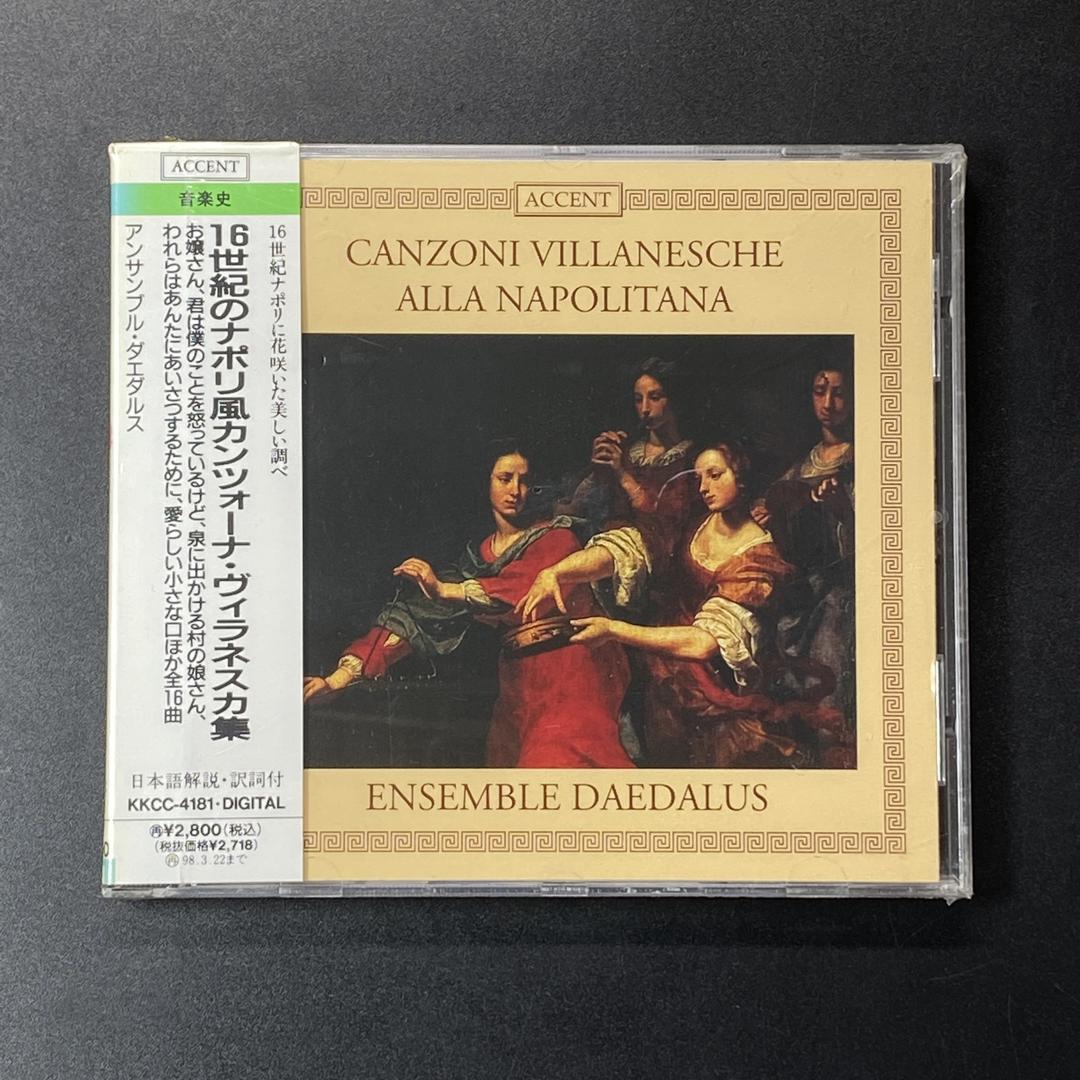 ACCENT
音楽史
16世紀ナポリに花咲いた美しい調べ
16世紀のナポリ風カンツォーナ・ヴィラネスカ集
お嬢さん、君は僕のことを怒っているけど、泉に出かける村の娘さん、
われらはあんたにあいさつするために、愛らしい小さな口ほか全16曲
アンサンブル・ダエダルス
日本語解説・訳詞付
KKCC-4181・DIGITAL
再¥2,800(税込)
(税抜価格¥2,718)
再98.3.22まで
ACCENT
CANZONI VILLANESCHE
ALLA NAPOLITANA
ENSEMBLE DAEDALUS